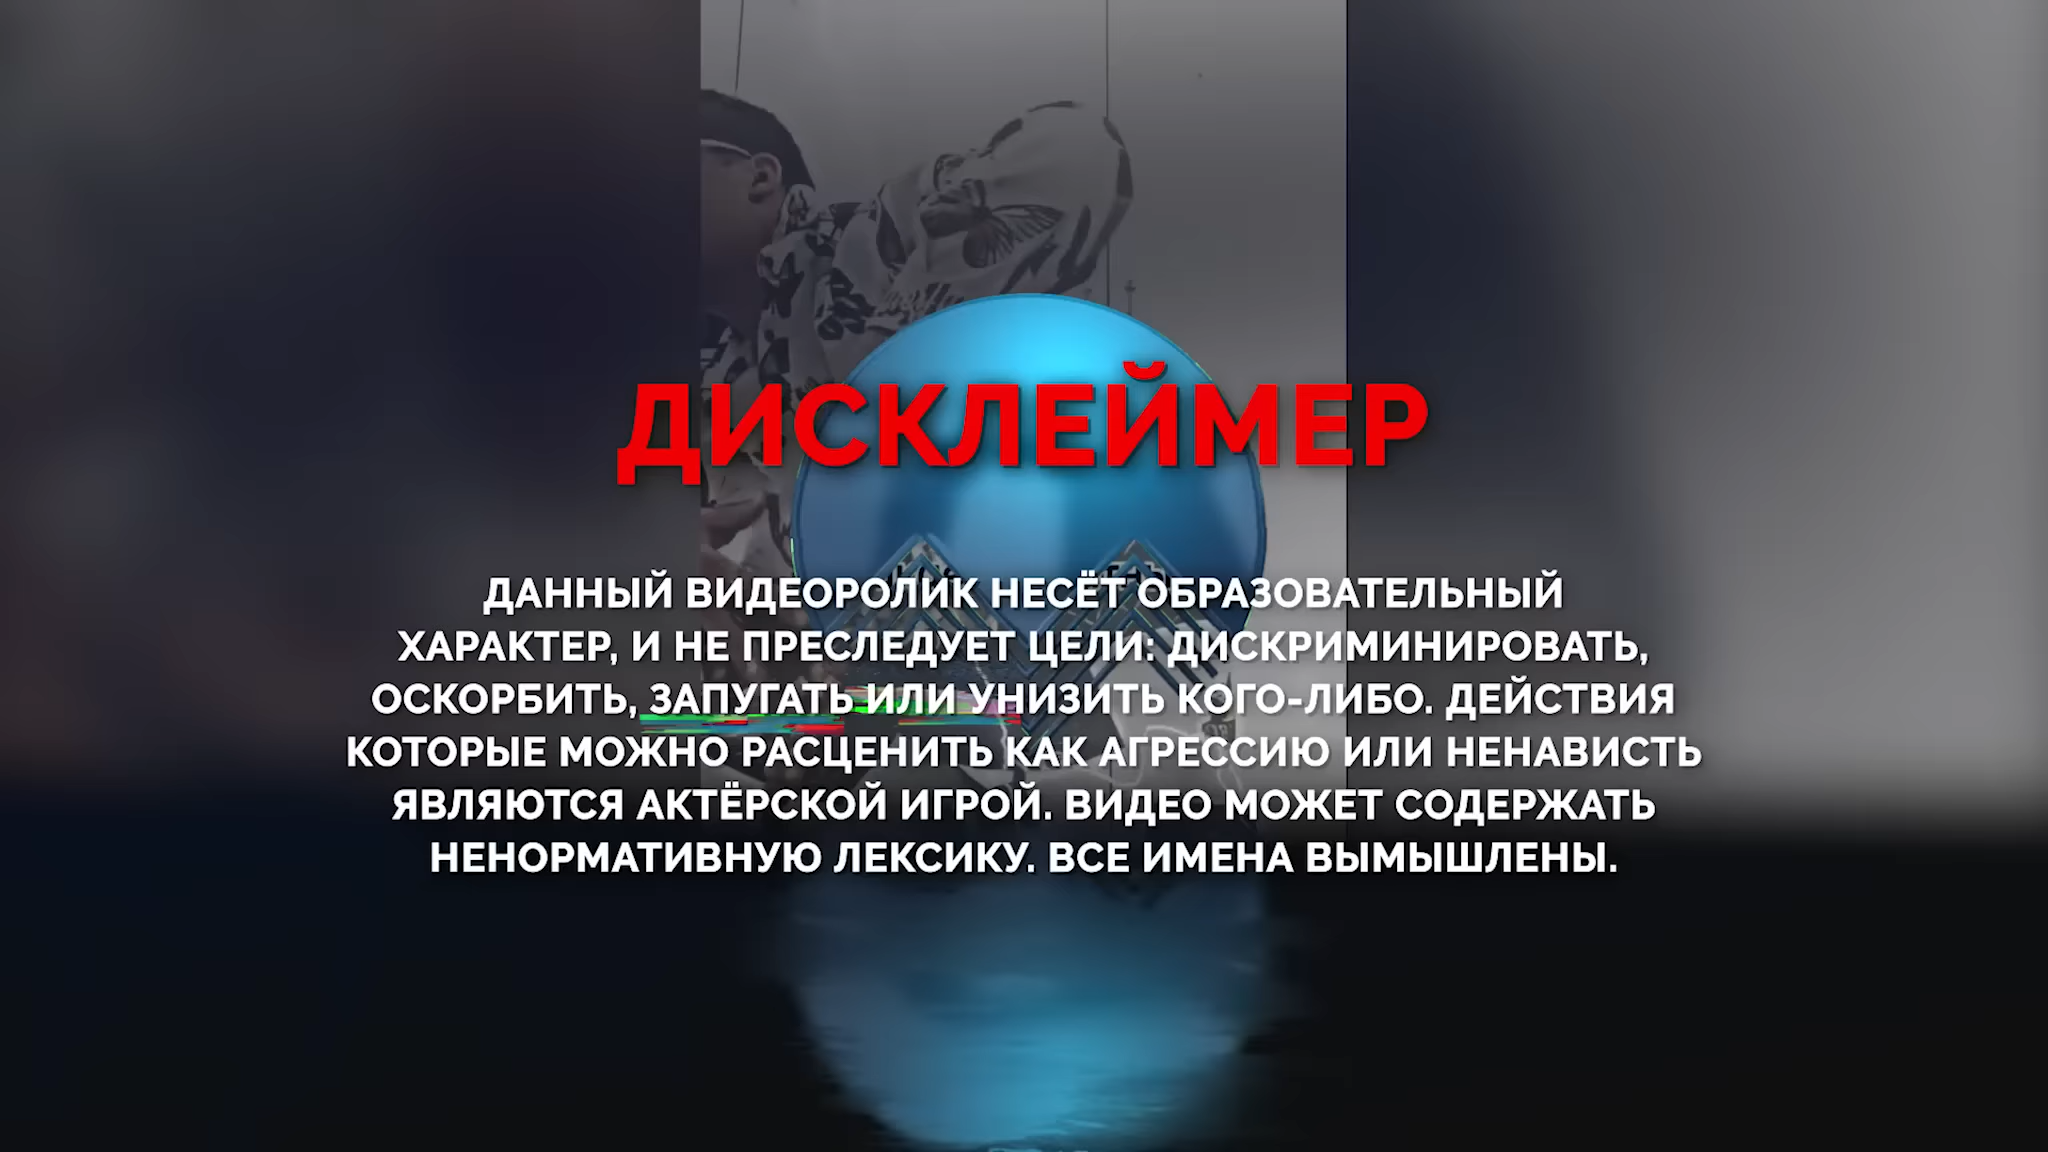 ДИСКЛЕЙМЕР
ДАННЫЙ ВИДЕОРОЛИК НЕСЁТ ОБРАЗОВАТЕЛЬНЫЙ
ХАРАКТЕР, И НЕ ПРЕСЛЕДУЕТ ЦЕЛИ: ДИСКРИМИНИРОВАТЬ,
ОСКОРБИТЬ, ЗАПУГАТЬ ИЛИ УНИЗИТЬ КОГО-ЛИБО. ДЕЙСТВИЯ
КОТОРЫЕ МОЖНО РАСЦЕНИТЬ КАК АГРЕССИЮ ИЛИ НЕНАВИСТЬ
ЯВЛЯЮТСЯ АКТЁРСКОЙ ИГРОЙ. ВИДЕО МОЖЕТ СОДЕРЖАТЬ
НЕНОРМАТИВНУЮ ЛЕКСИКУ. ВСЕ ИМЕНА ВЫМЫШЛЕНЫ.